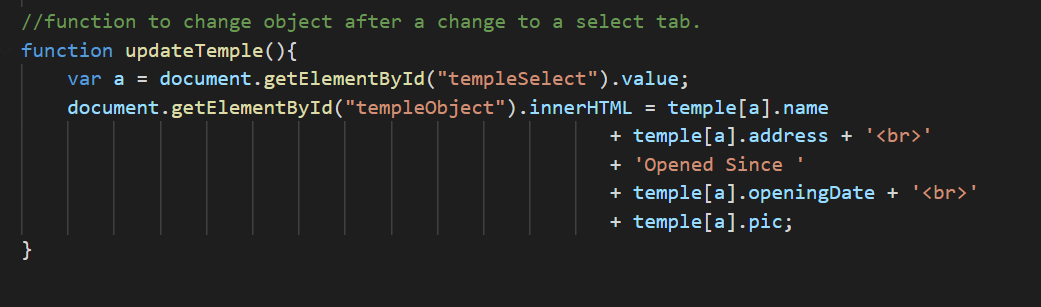 //function to change object after a change to a select tab.
function updateTemple(){
var a = document.getElementById("templeSelect").value;
document.getElementById("templeObject").innerHTML = temple[a].name
+ temple[a].address + '<br>'
+ 'Opened Since '
+ temple[a].openingDate + '<br>'
+ temple[a].pic;
}